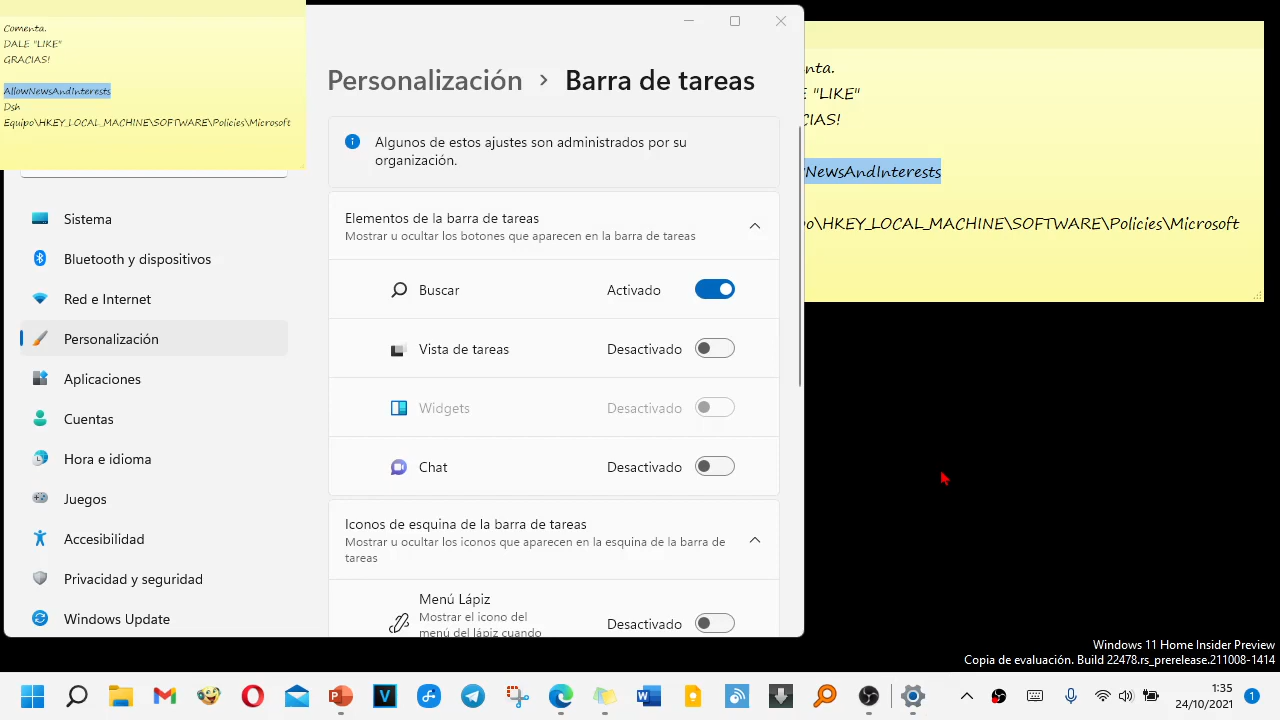 Comenta.
DALE "LIKE"
GRACIAS!
AllowNewsAndInterests
Dsh
Equipo\HKEY_LOCAL_MACHINE\SOFTWARE\Policies\Microsoft
Personalización > Barra de tareas
Algunos de estos ajustes son administrados por su
organización.
Elementos de la barra de tareas
Mostrar u ocultar los botones que aparecen en la barra de tareas
Buscar Activado
Vista de tareas Desactivado
Widgets Desactivado
Chat Desactivado
Iconos de esquina de la barra de tareas
Mostrar u ocultar los iconos que aparecen en la esquina de la barra de
tareas
Menú Lápiz
Mostrar el icono del
menú del lápiz cuando
Desactivado
Sistema
Bluetooth y dispositivos
Red e Internet
Personalización
Aplicaciones
Cuentas
Hora e idioma
Juegos
Accesibilidad
Privacidad y seguridad
Windows Update
nta.
E "LIKE"
CIAS!
NewsAndInterests
po\HKEY_LOCAL_MACHINE\SOFTWARE\Policies\Microsoft
Windows 11 Home Insider Preview
Copia de evaluación. Build 22478.rs_prerelease.211008-1414
1:35
24/10/2021
1